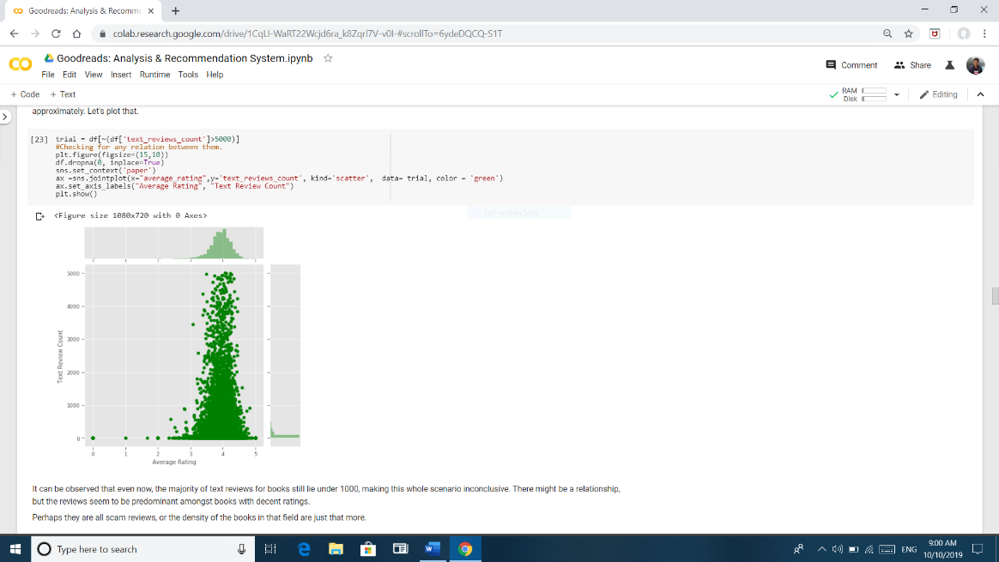 Goodreads: Analysis & Recomme
colab.research.google.com/drive/1CqLI-WaRT22Wcjd6ra_k8Zqrl7V-v0I-#scrollTo=6ydeDQCQ-S1T
Goodreads: Analysis & Recommendation System.ipynb
File Edit View Insert Runtime Tools Help
Comment
Share
+ Code + Text
RAM
Disk
Editing
approximately. Let's plot that.
[23] trial = df[~(df['text_reviews_count']>5000)]
#Checking for any relation between them.
plt.figure(figsize=(15,10))
df.dropna(0, inplace=True)
sns.set_context('paper')
ax =sns.jointplot(x="average_rating",y='text_reviews_count', kind='scatter', data= trial, color = 'green')
ax.set_axis_labels("Average Rating", "Text Review Count")
plt.show()
Full-screen Snip
<Figure size 1080x720 with 0 Axes>
5000
4000
3000
2000
1000
0
Text Review Count
0 1 2 3 4 5
Average Rating
It can be observed that even now, the majority of text reviews for books still lie under 1000, making this whole scenario inconclusive. There might be a relationship,
but the reviews seem to be predominant amongst books with decent ratings.
Perhaps they are all scam reviews, or the density of the books in that field are just that more.
Type here to search
W
ENG
9:00 AM
10/10/2019